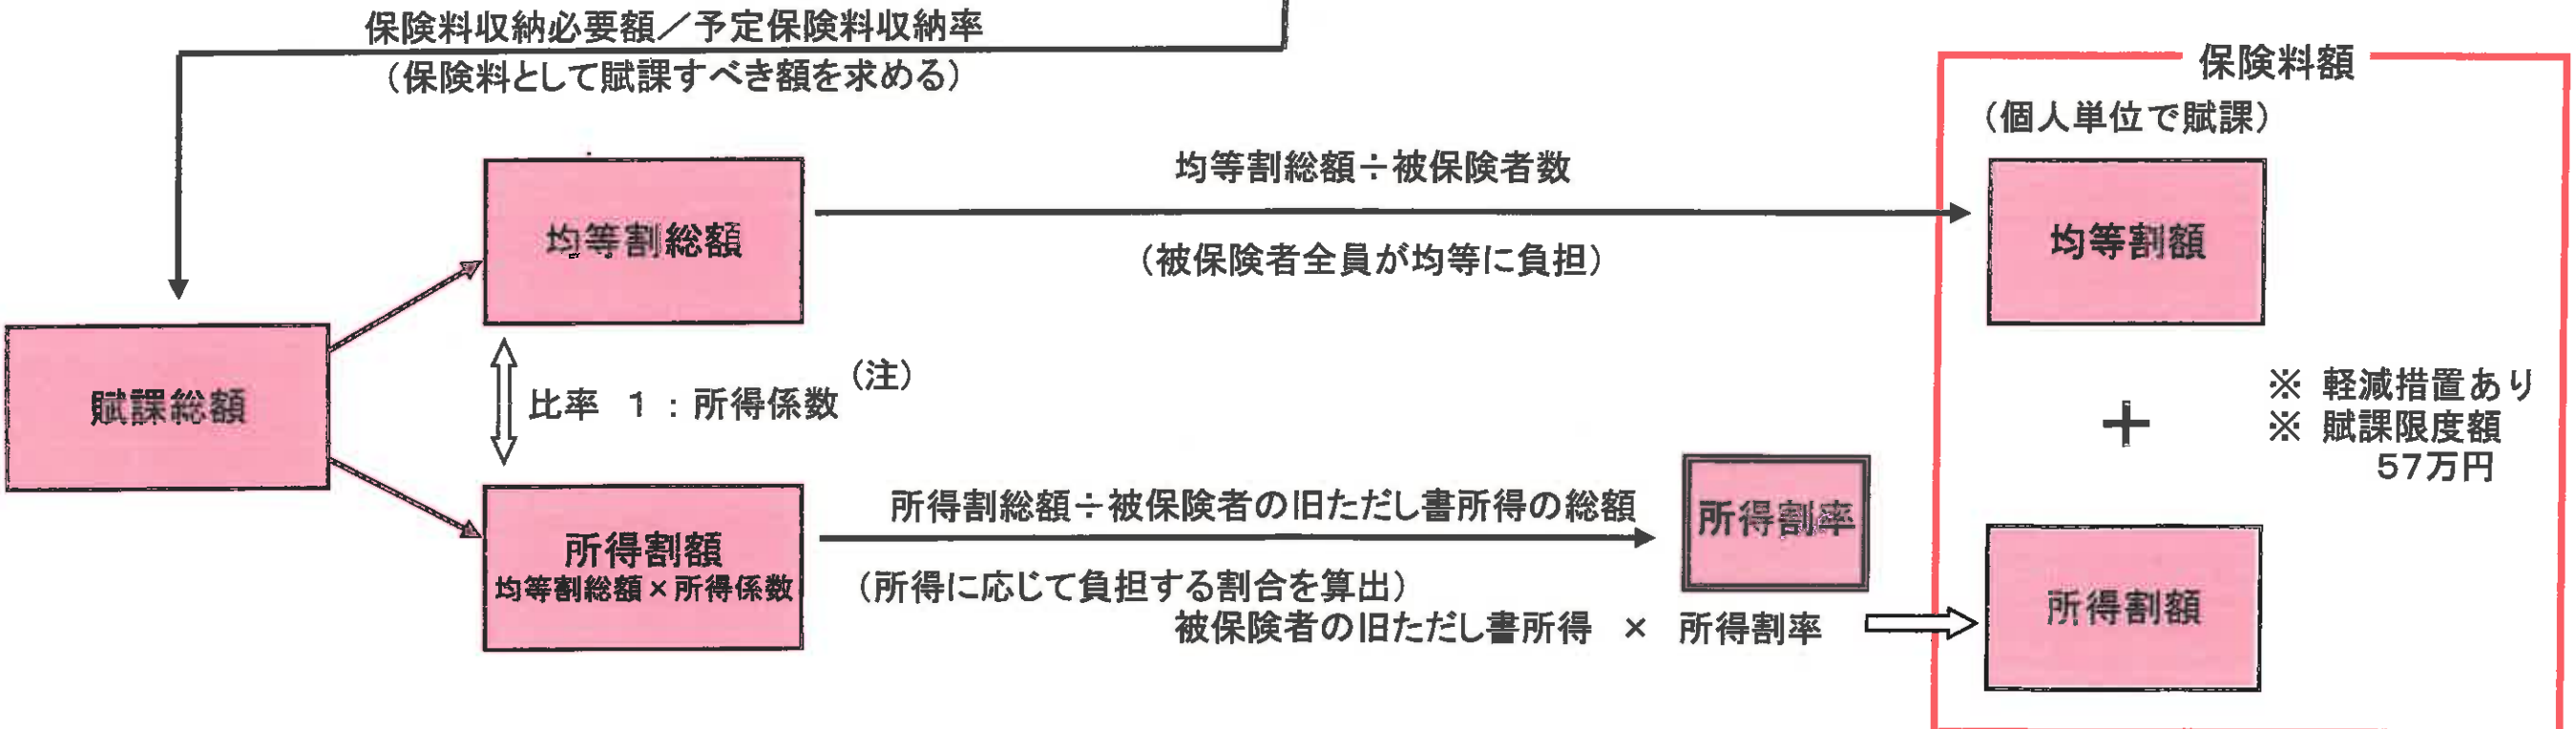 保険料収納必要額／予定保険料収納率
（保険料として賦課すべき額を求める）
保険料額
（個人単位で賦課）
均等割総額÷被保険者数
（被保険者全員が均等に負担）
均等割総額
均等割額
賦課総額
比率 １：所得係数（注）
＋
※ 軽減措置あり
※ 賦課限度額
５７万円
所得割額
均等割総額×所得係数
所得割総額÷被保険者の旧ただし書所得の総額
（所得に応じて負担する割合を算出）
所得割率
被保険者の旧ただし書所得 × 所得割率
所得割額